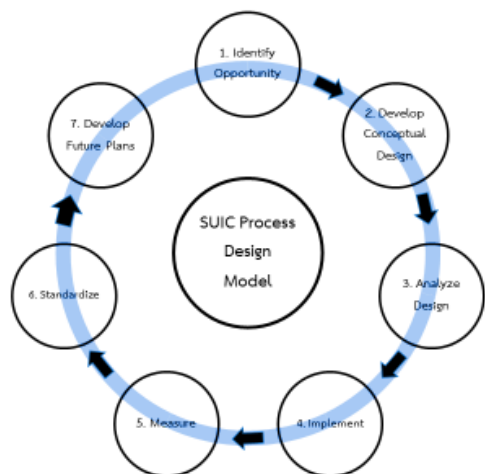 1. Identify
Opportunity
2. Develop
Conceptual
Design
7. Develop
Future Plans
SUIC Process
Design
Model
3. Analyze
Design
6. Standardize
5. Measure
4. Implement